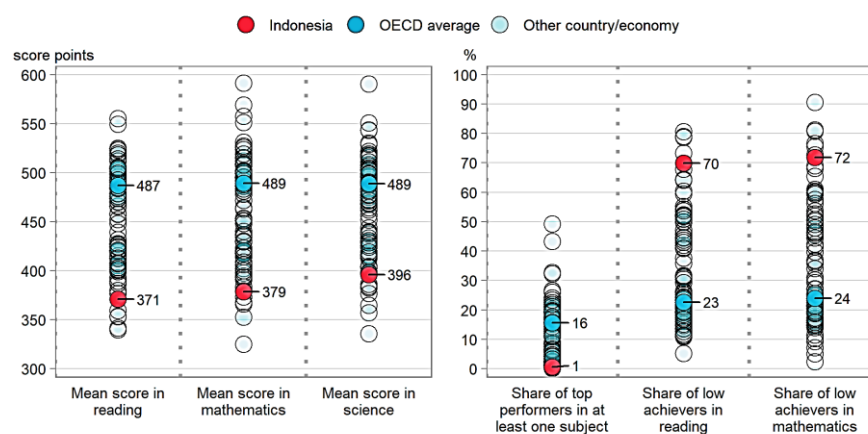 Indonesia OECD average Other country/economy
score points
600
550
500
450
400
350
300
487
489
489
371
379
396
Mean score in
reading
Mean score in
mathematics
Mean score in
science
%
100
90
80
70
60
50
40
30
20
10
0
70
72
16
23
24
1
Share of top
performers in at
least one subject
Share of low
achievers in
reading
Share of low
achievers in
mathematics